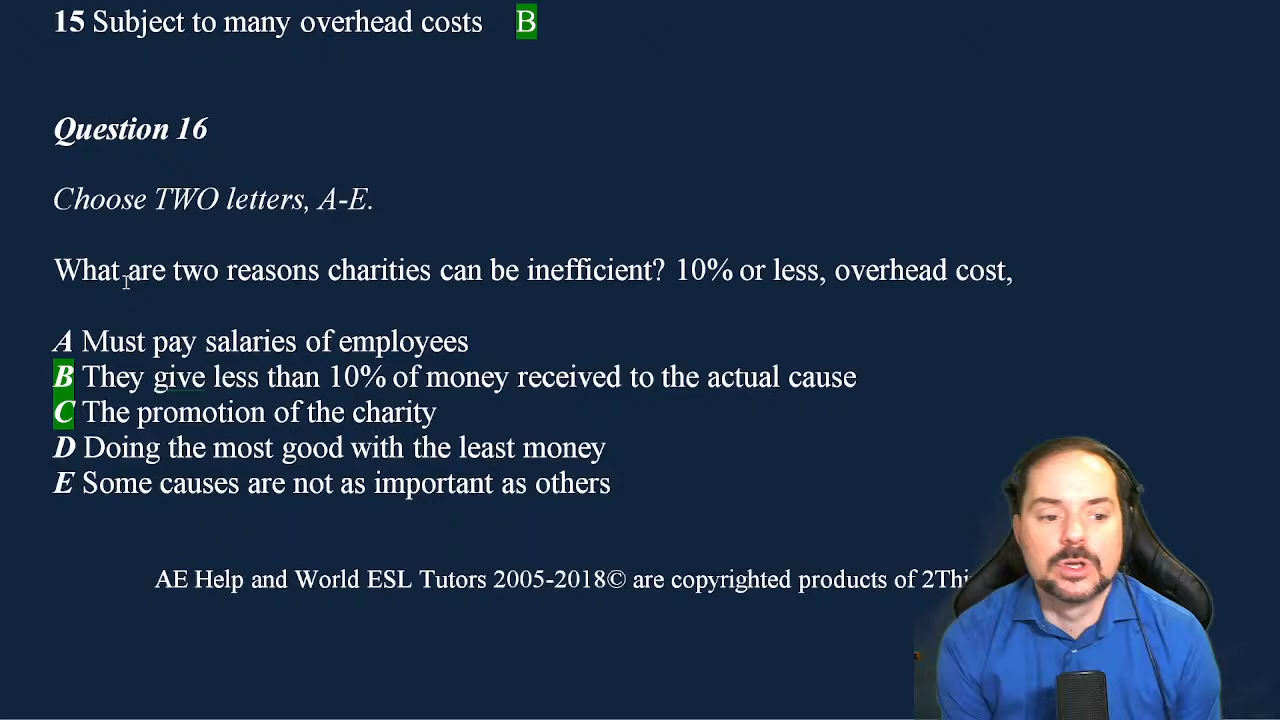 15 Subject to many overhead costs B
Question 16
Choose TWO letters, A-E.
What are two reasons charities can be inefficient? 10% or less, overhead cost,
A Must pay salaries of employees
B They give less than 10% of money received to the actual cause
C The promotion of the charity
D Doing the most good with the least money
E Some causes are not as important as others
AE Help and World ESL Tutors 2005-2018© are copyrighted products of 2Thi